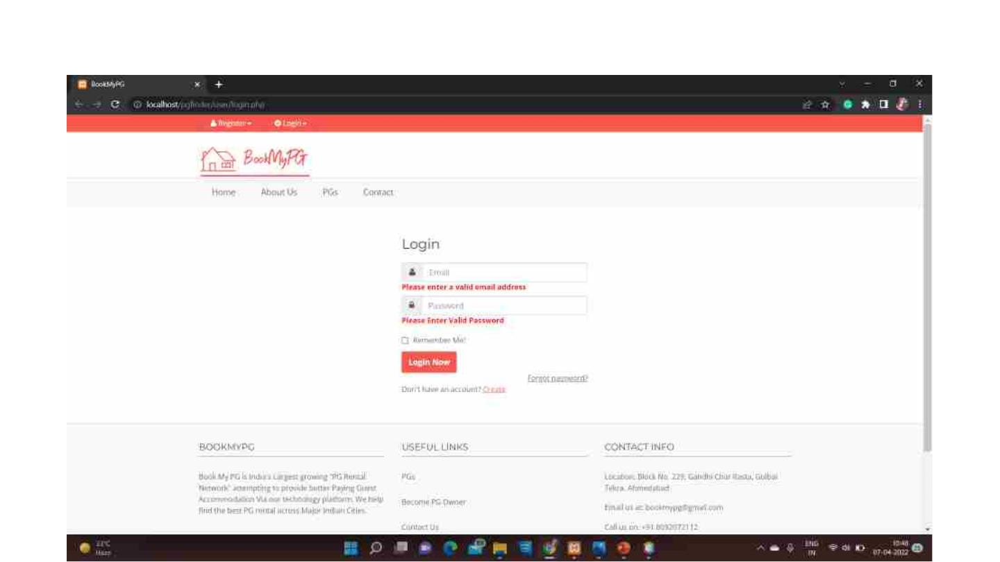 BookMyPG
localhost/pgfinder/user/login.php
Register Login
BookMyPG
Home About Us PGs Contact
Login
Email
Please enter a valid email address
Password
Please Enter Valid Password
Remember Me!
Login Now
Forgot password?
Don't have an account? Create
BOOKMYPG
Book My PG is India's Largest growing "PG Rental
Network" attempting to provide better Paying Guest
Accommodation Via our technology platform. We help
find the best PG rental across Major Indian Cities.
USEFUL LINKS
PGs
Become PG Owner
Contact Us
CONTACT INFO
Location: Block No. 229, Gandhi Char Rasta, Gulbai
Tekra, Ahmedabad
Email us at: bookmypg@gmail.com
Call us on: +91 8092072112
Haze
ENG
IN
07-04-2022